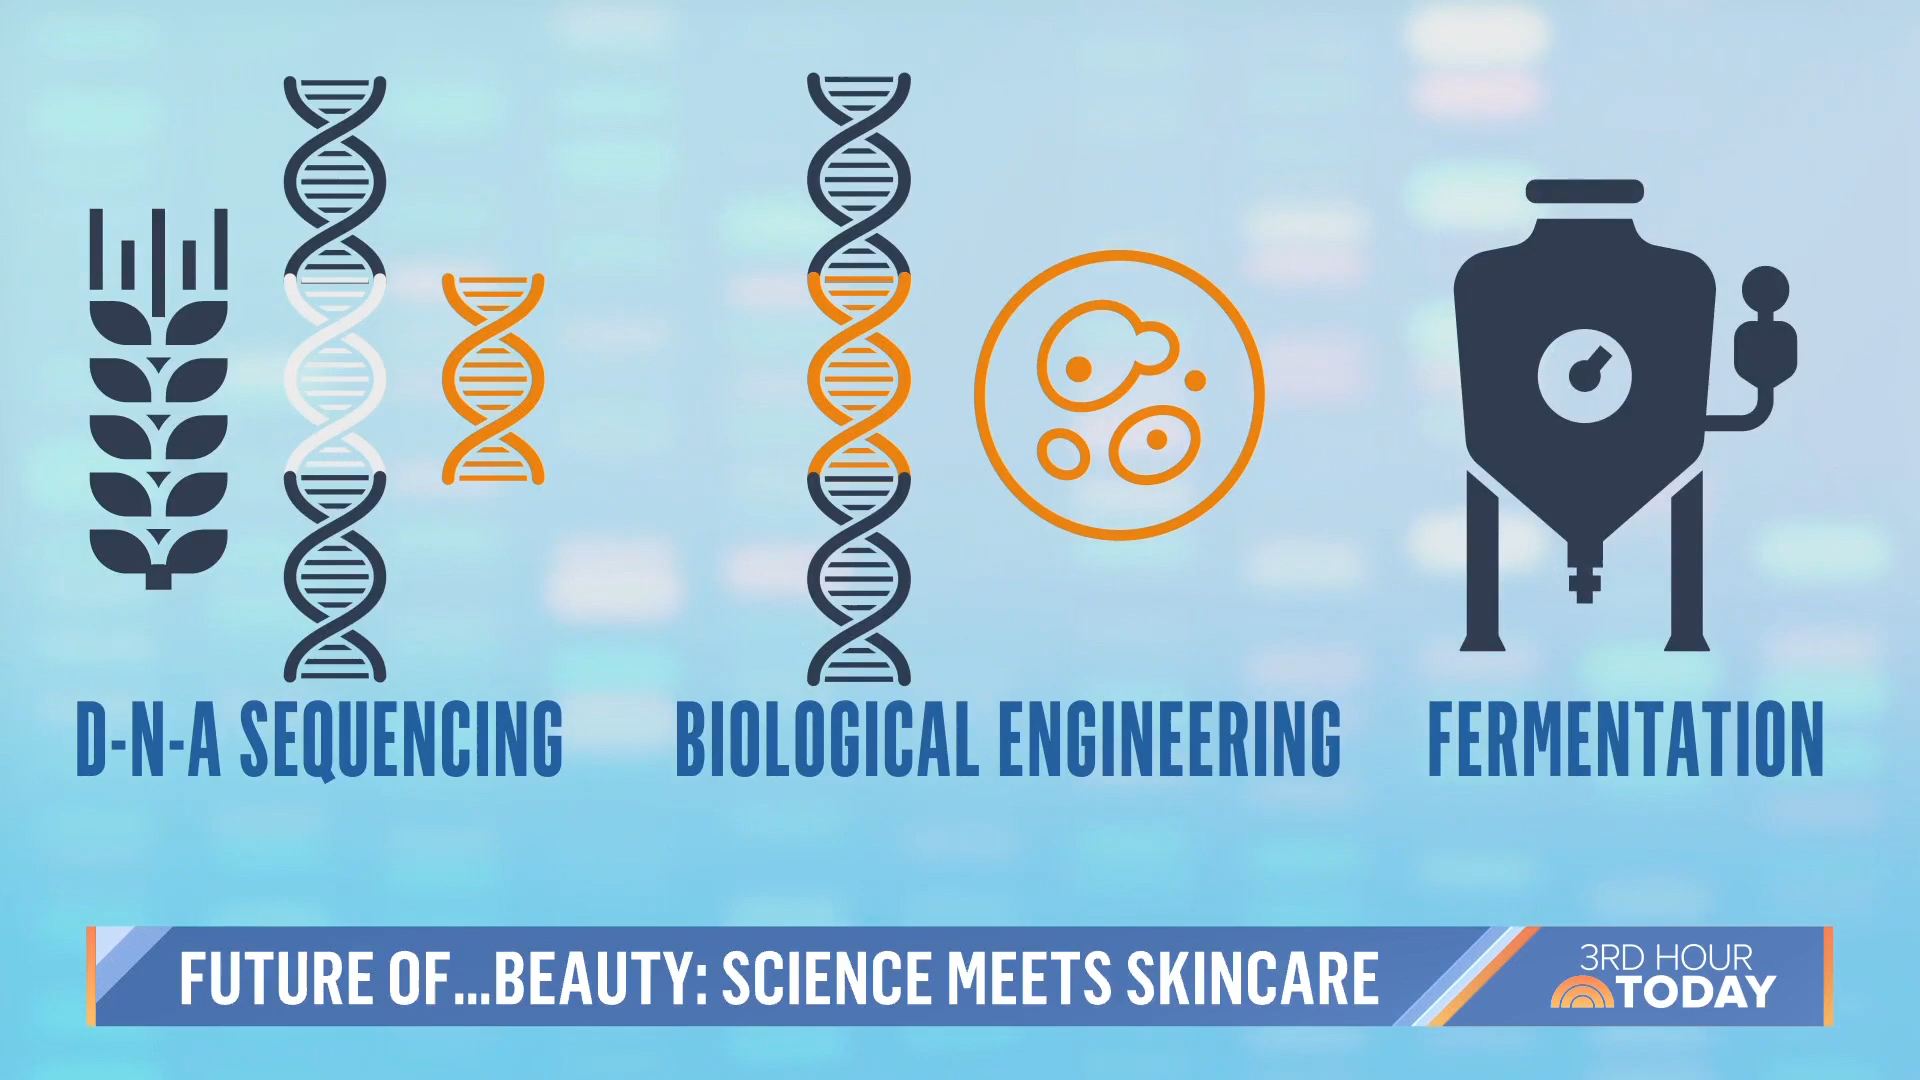 D-N-A SEQUENCING
BIOLOGICAL ENGINEERING
FERMENTATION
FUTURE OF...BEAUTY: SCIENCE MEETS SKINCARE
3RD HOUR
TODAY